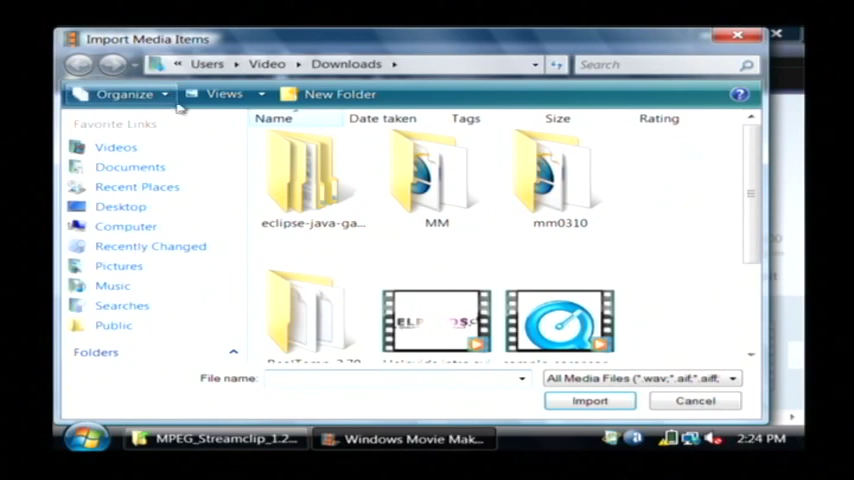 Import Media Items
« Users Video Downloads
Search
Organize Views New Folder
Favorite Links
Videos
Documents
Recent Places
Desktop
Computer
Recently Changed
Pictures
Music
Searches
Public
Folders
Name Date taken Tags Size Rating
eclipse-java-ga...
MM
mm0310
File name:
All Media Files (*.wav;*.aif;*.aiff;
Import Cancel
MPEG_Streamclip_1.2...
Windows Movie Mak...
2:24 PM